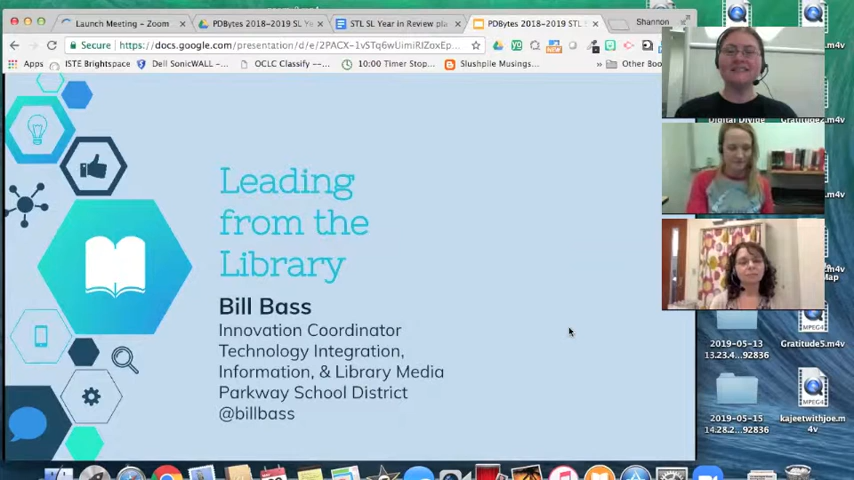 Launch Meeting – Zoom
PDBytes 2018–2019 SL
STL SL Year in Review plan
PDBytes 2018–2019 STL
Shannon
Secure
https://docs.google.com/presentation/d/e/2PACX-1vSTq6wUimiRJZoxEp...
Apps
ISTE Brightspace
Dell SonicWALL -...
OCLC Classify --...
10:00 Timer Stop...
Slushpile Musings...
Other Boo
Leading
from the
Library
Bill Bass
Innovation Coordinator
Technology Integration,
Information, & Library Media
Parkway School District
@billbass
Digital Divide
Gratitude2.m4v
2019-05-13
13.23.4...92836
Gratitude5.m4v
2019-05-15
14.28.2...92836
kajeetwithjoe.m
4v
MPEG4